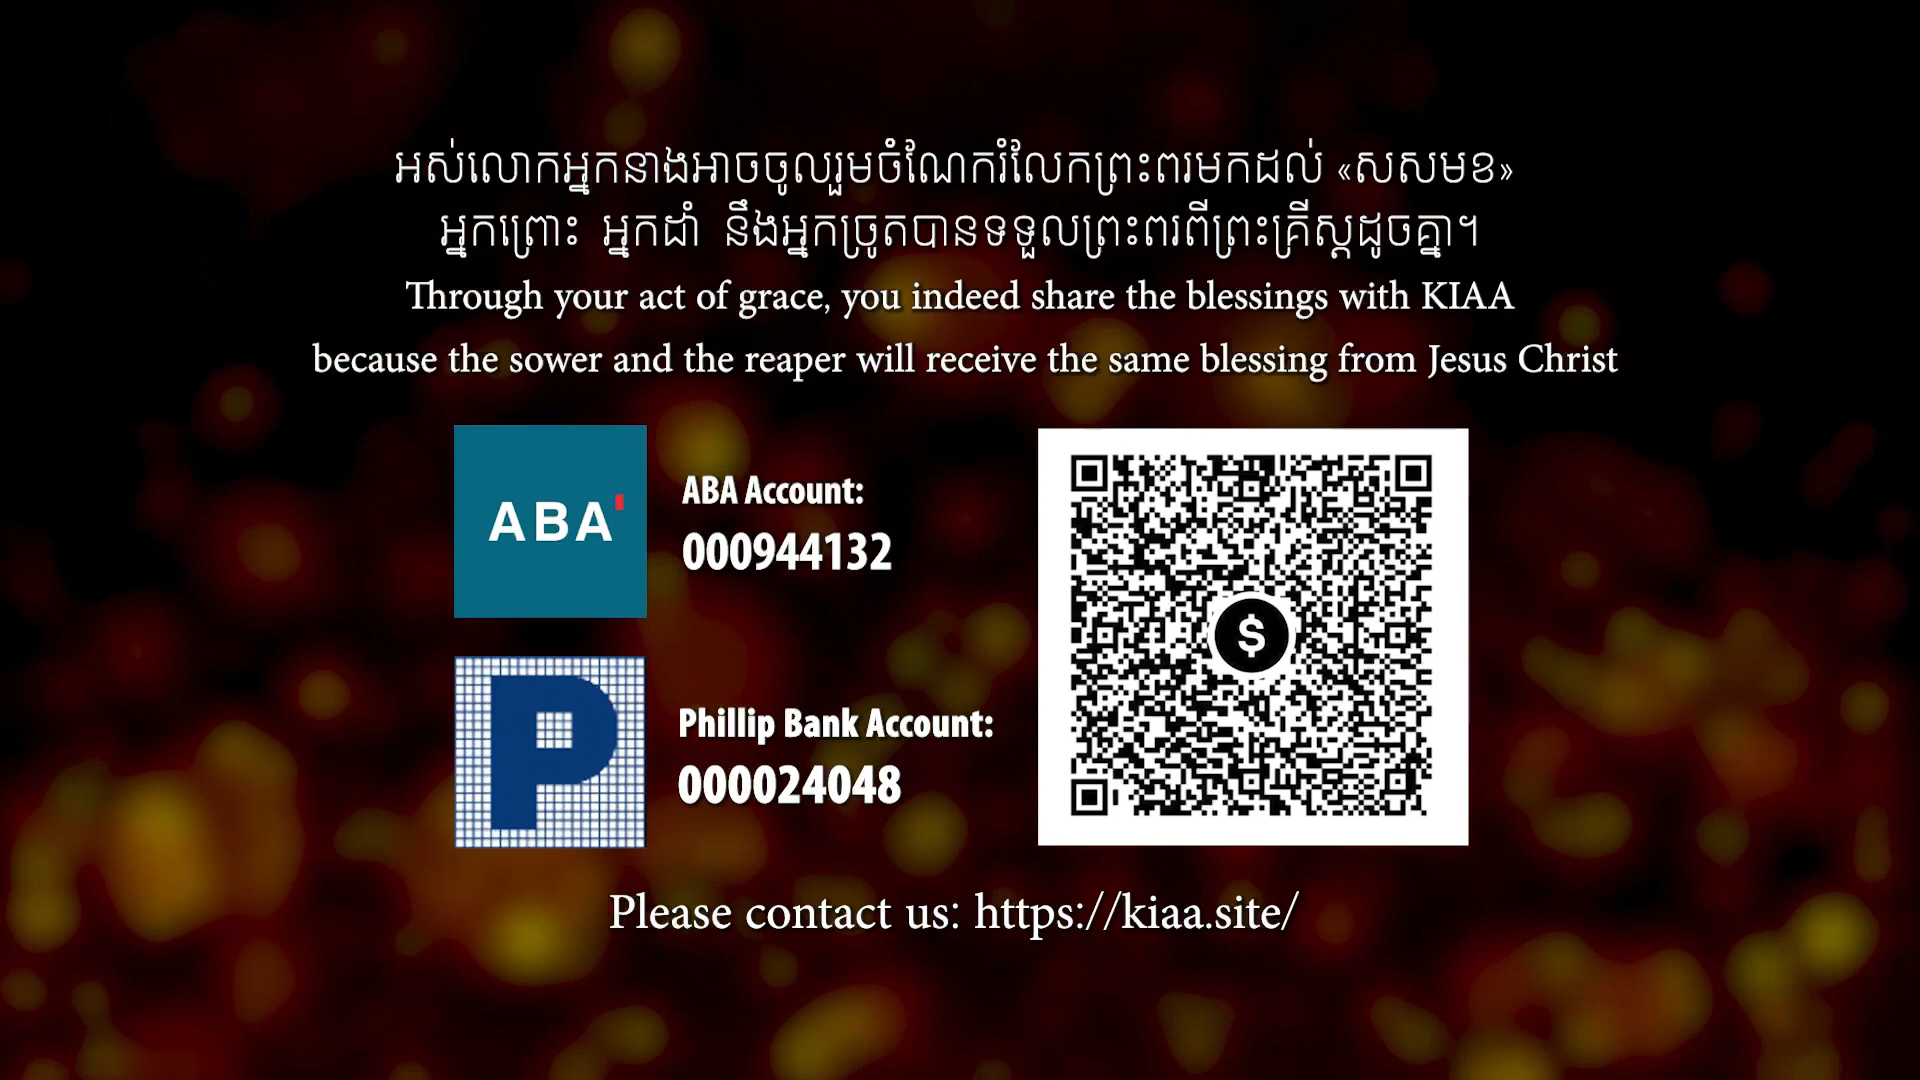 អស់លោកអ្នកនាងអាចចូលរួមចំណែករំលែកព្រះពរមកដល់ «សសមខ»
អ្នកព្រោះ អ្នកដាំ នឹងអ្នកច្រូតបានទទួលព្រះពរពីព្រះគ្រីស្តដូចគ្នា។
Through your act of grace, you indeed share the blessings with KIAA
because the sower and the reaper will receive the same blessing from Jesus Christ
ABA'
ABA Account:
000944132
P
Phillip Bank Account:
000024048
$
Please contact us: https://kiaa.site/